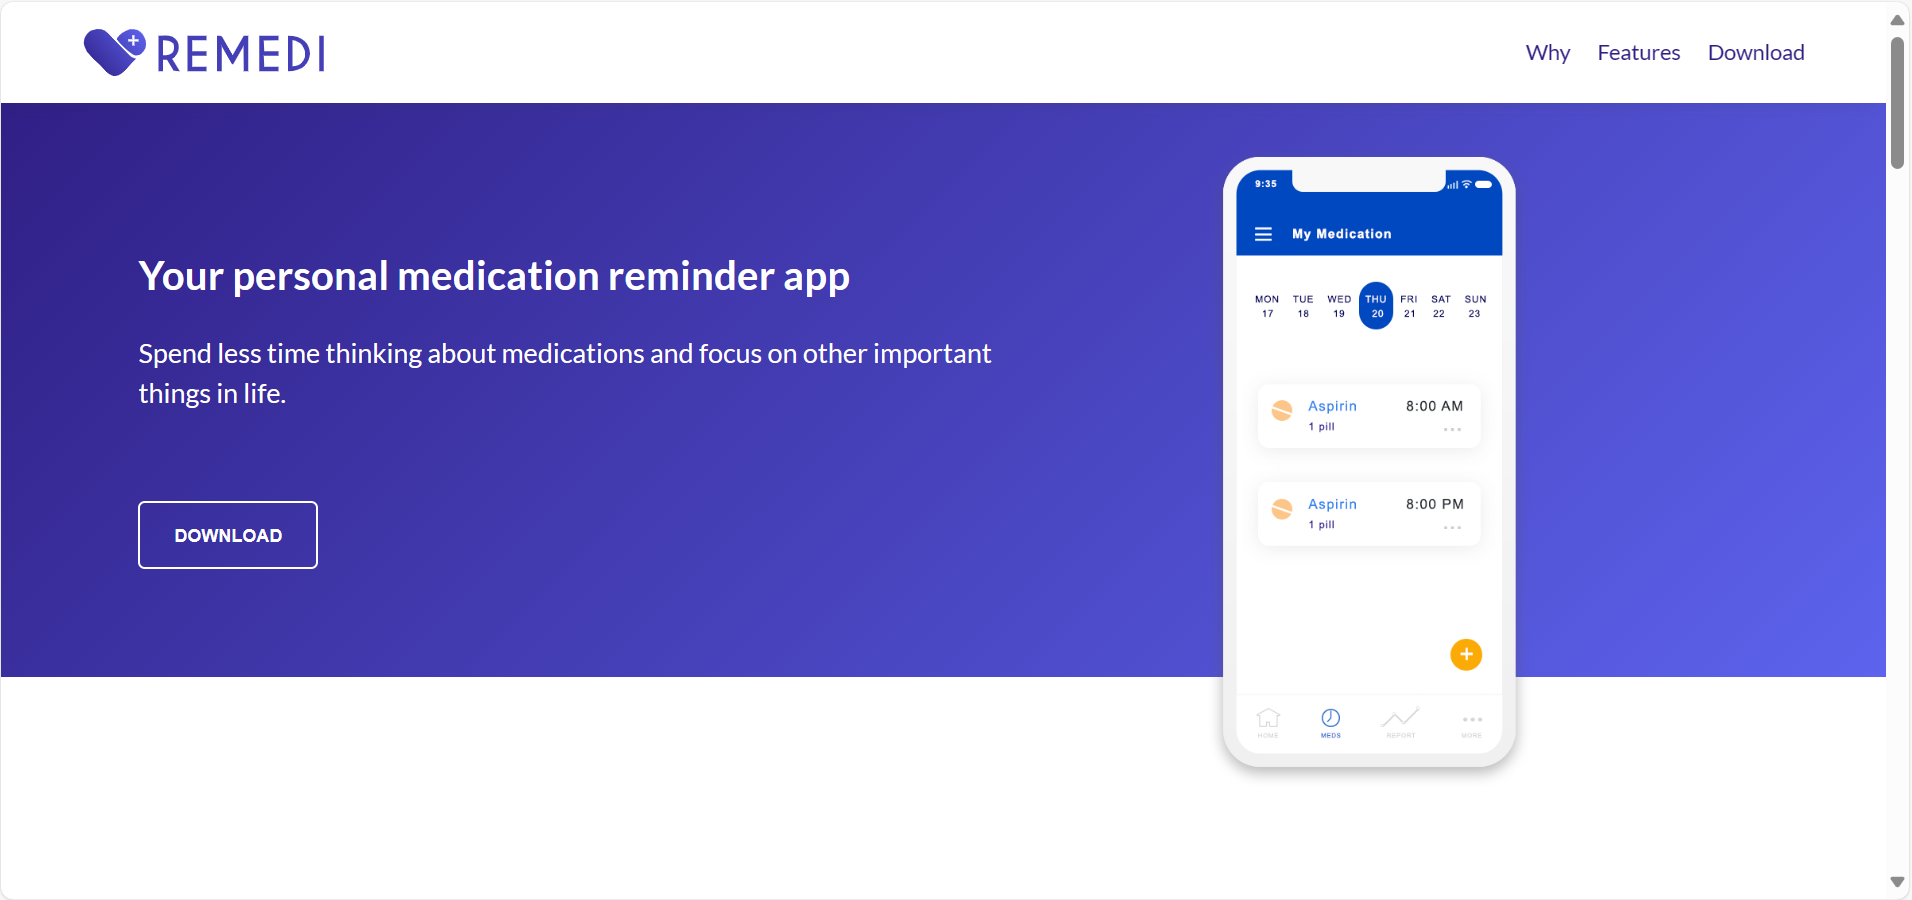 REMEDI
Why Features Download
Your personal medication reminder app
Spend less time thinking about medications and focus on other important
things in life.
DOWNLOAD
9:35
My Medication
MON TUE WED THU FRI SAT SUN
17 18 19 20 21 22 23
Aspirin 8:00 AM
1 pill
Aspirin 8:00 PM
1 pill
HOME MEDS REPORT MORE